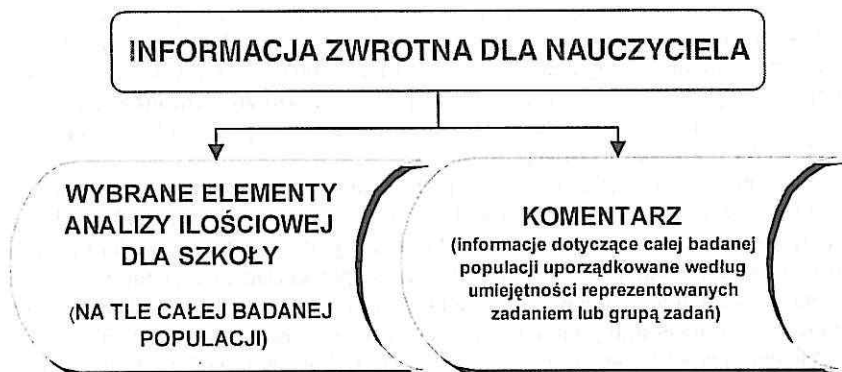 INFORMACJA ZWROTNA DLA NAUCZYCIELA
WYBRANE ELEMENTY
ANALIZY ILOŚCIOWEJ
DLA SZKOŁY
(NA TLE CAŁEJ BADANEJ
POPULACJI)
KOMENTARZ
(informacje dotyczące całej badanej
populacji uporządkowane według
umiejętności reprezentowanych
zadaniem lub grupą zadań)